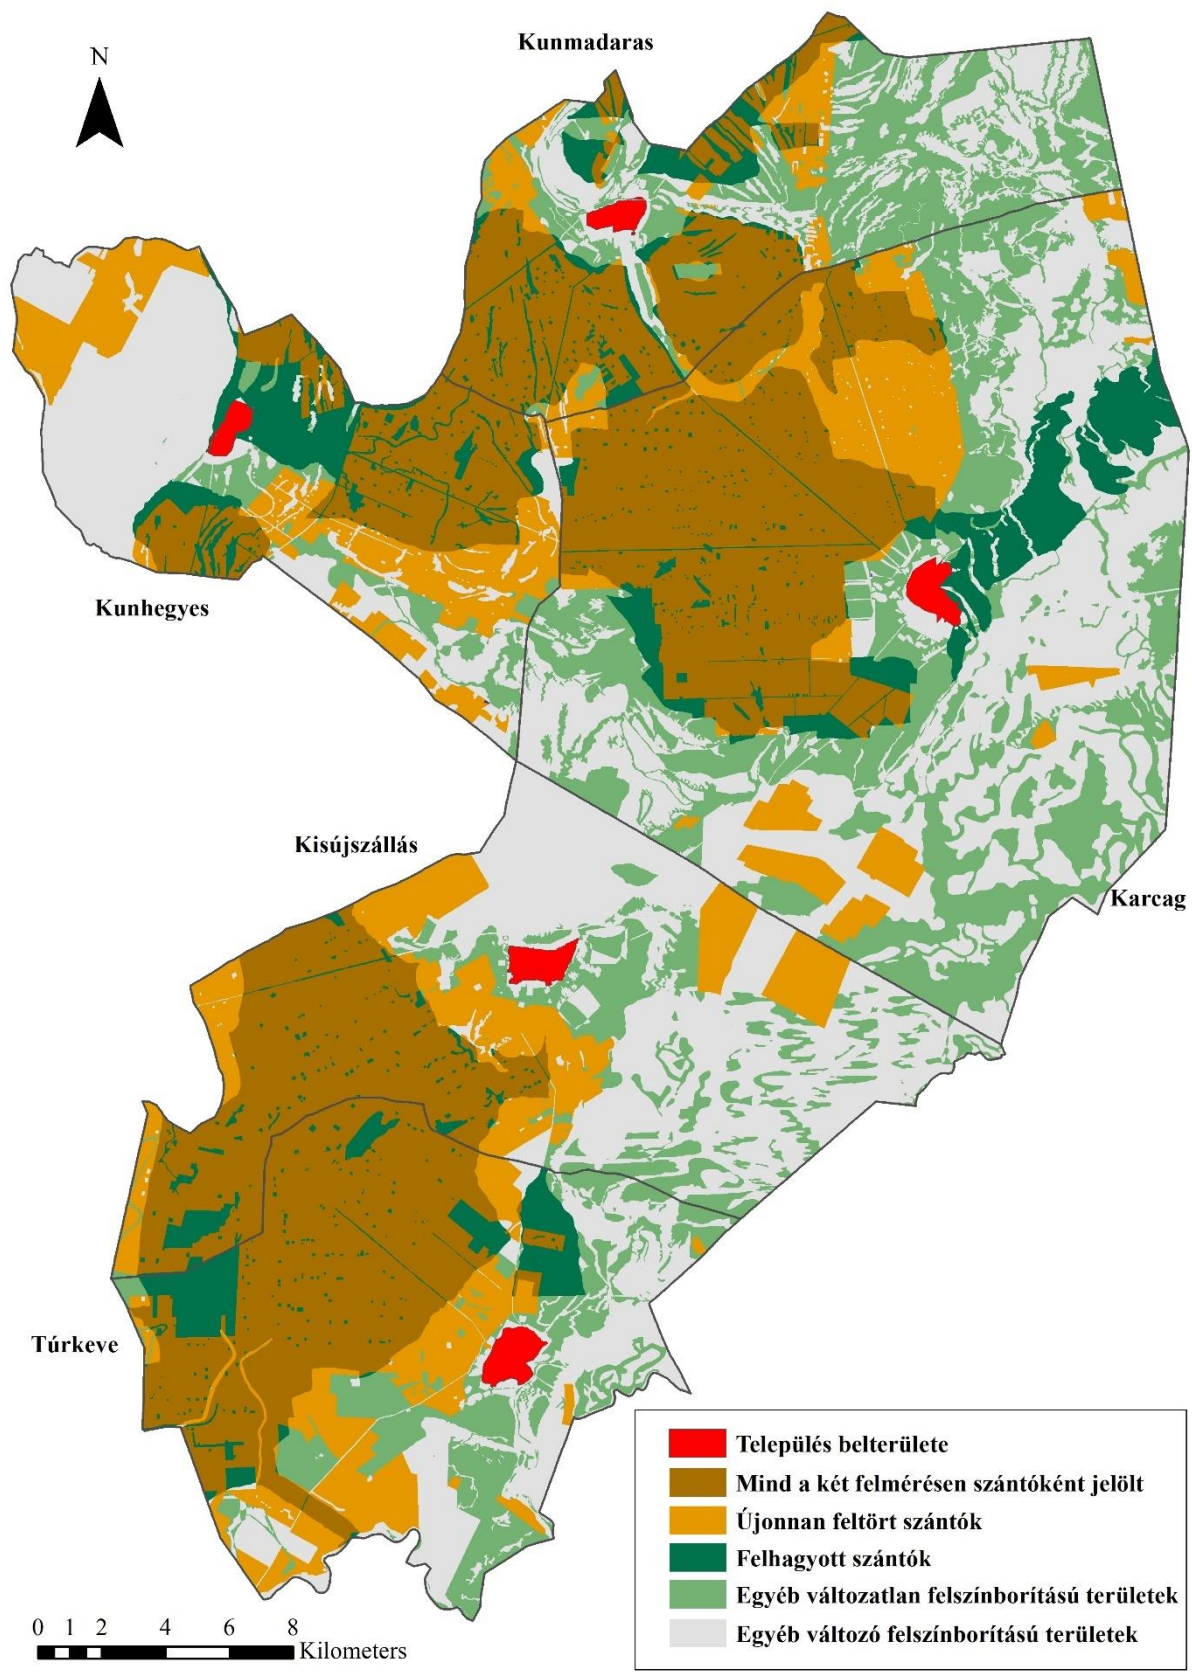 Kunmadaras
N
Kunhegyes
Kisújszállás
Karcag
Túrkeve
Település belterülete
Mind a két felmérésen szántóként jelölt
Újonnan feltört szántók
Felhagyott szántók
Egyéb változatlan felszínborítású területek
Egyéb változó felszínborítású területek
0 1 2 4 6 8
Kilometers